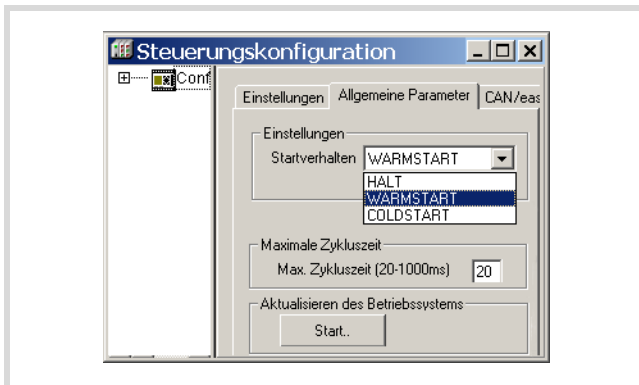 Steuerungskonfiguration
Conf
Einstellungen Allgemeine Parameter CAN/eas
Einstellungen
Startverhalten WARMSTART
HALT
WARMSTART
COLDSTART
Maximale Zykluszeit
Max. Zykluszeit (20-1000ms) 20
Aktualisieren des Betriebssystems
Start..